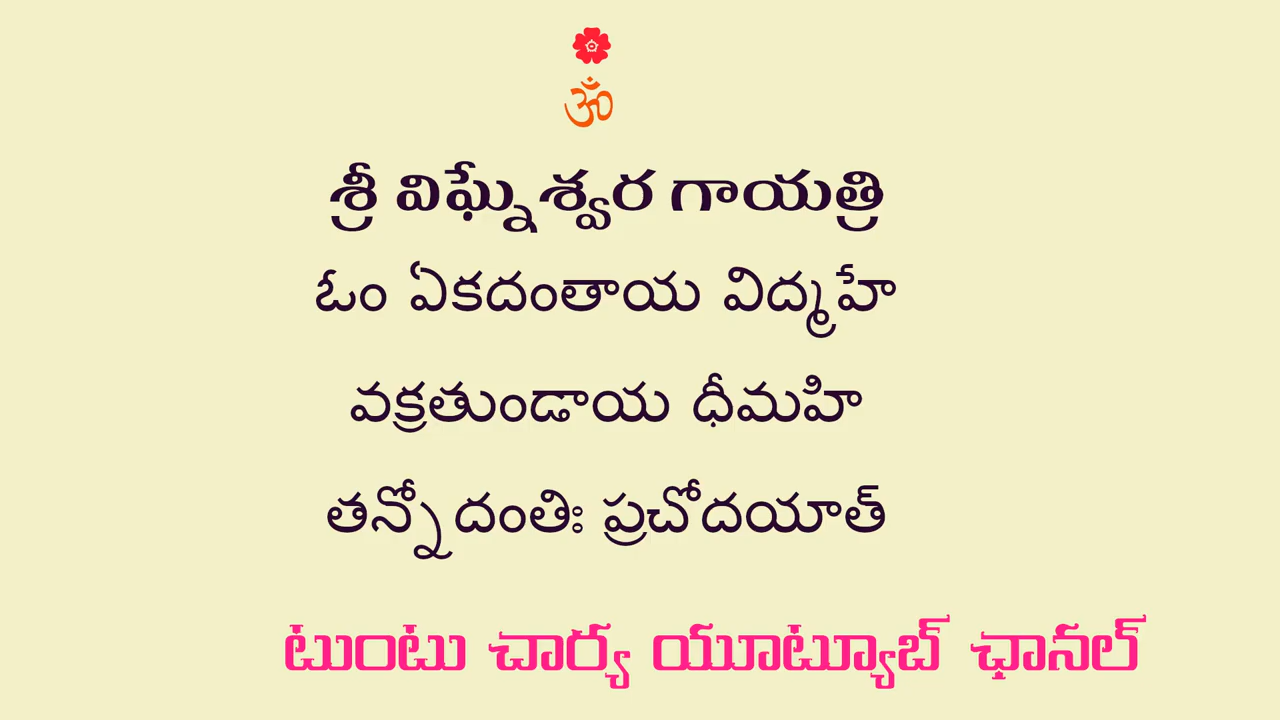 ॐ
శ్రీ విఘ్నేశ్వర గాయత్రి
ఓం ఏకదంతాయ విద్మహే
వక్రతుండాయ ధీమహి
తన్నో దంతిః ప్రచోదయాత్
టుంటు చార్య యూట్యూబ్ ఛానల్